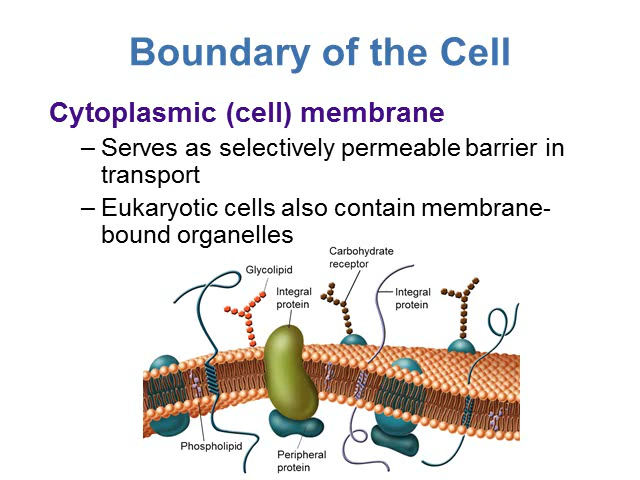 Boundary of the Cell
Cytoplasmic (cell) membrane
– Serves as selectively permeable barrier in
transport
– Eukaryotic cells also contain membrane-
bound organelles
Carbohydrate
receptor
Glycolipid
Integral
protein
Integral
protein
Phospholipid
Peripheral
protein